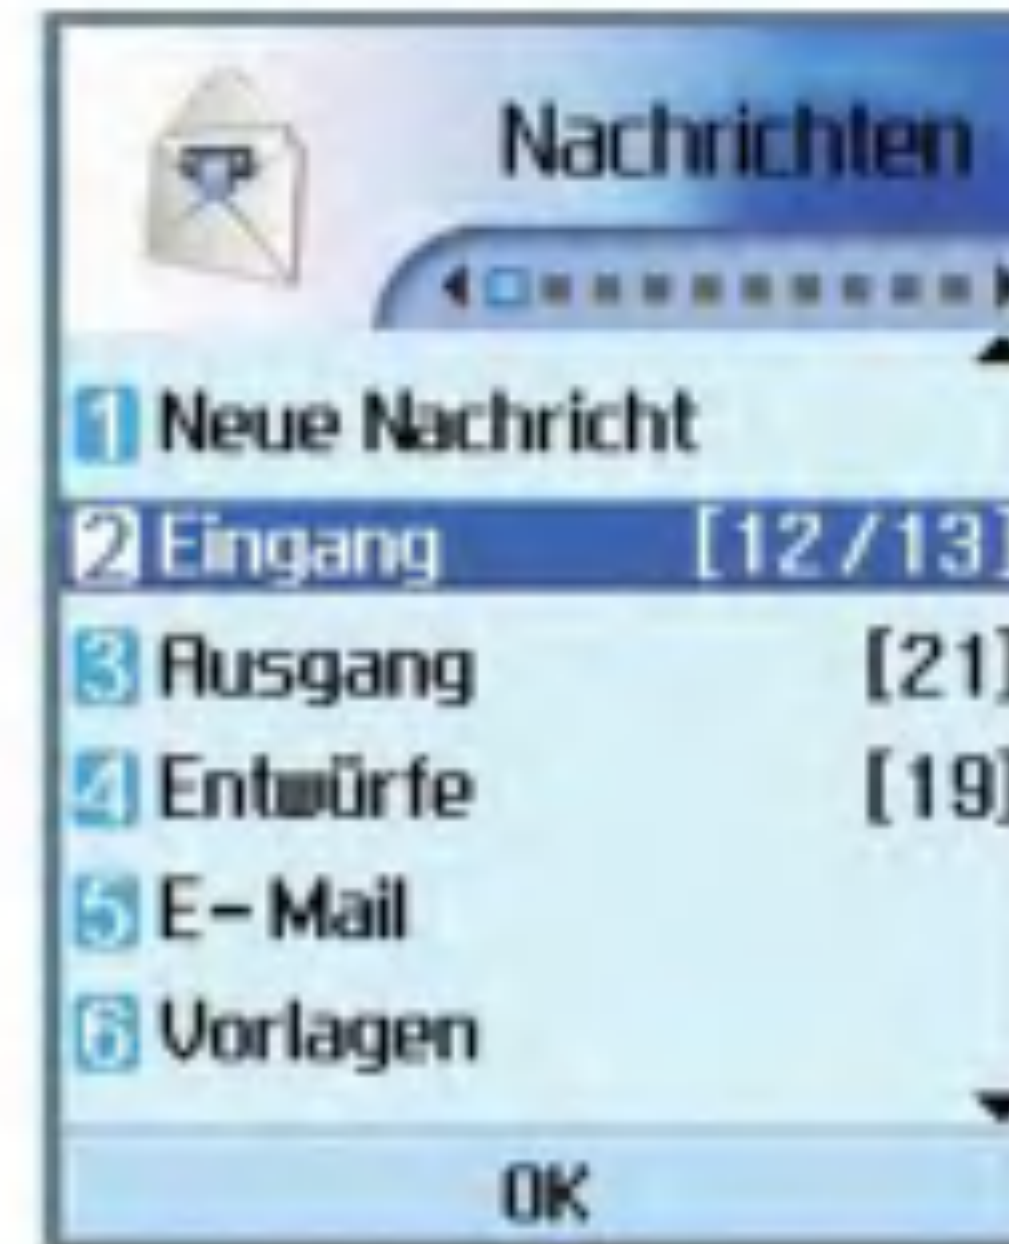 Nachrichten
1 Neue Nachricht
2 Eingang [12/13]
3 Ausgang [21]
4 Entwürfe [19]
5 E-Mail
6 Vorlagen
OK